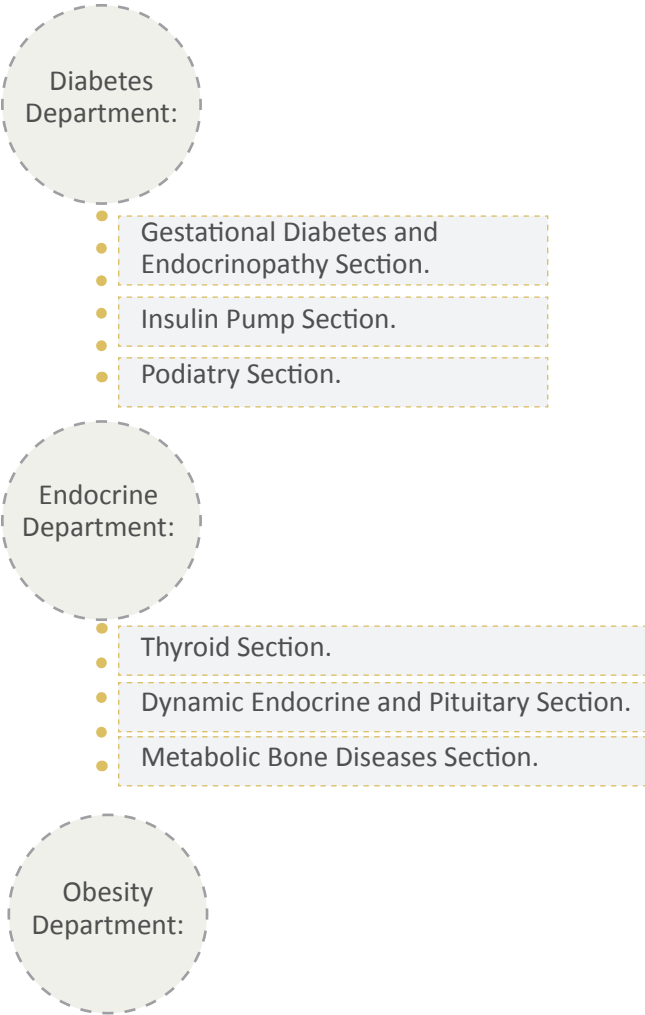 Diabetes
Department:
Gestational Diabetes and
Endocrinopathy Section.
Insulin Pump Section.
Podiatry Section.
Endocrine
Department:
Thyroid Section.
Dynamic Endocrine and Pituitary Section.
Metabolic Bone Diseases Section.
Obesity
Department: